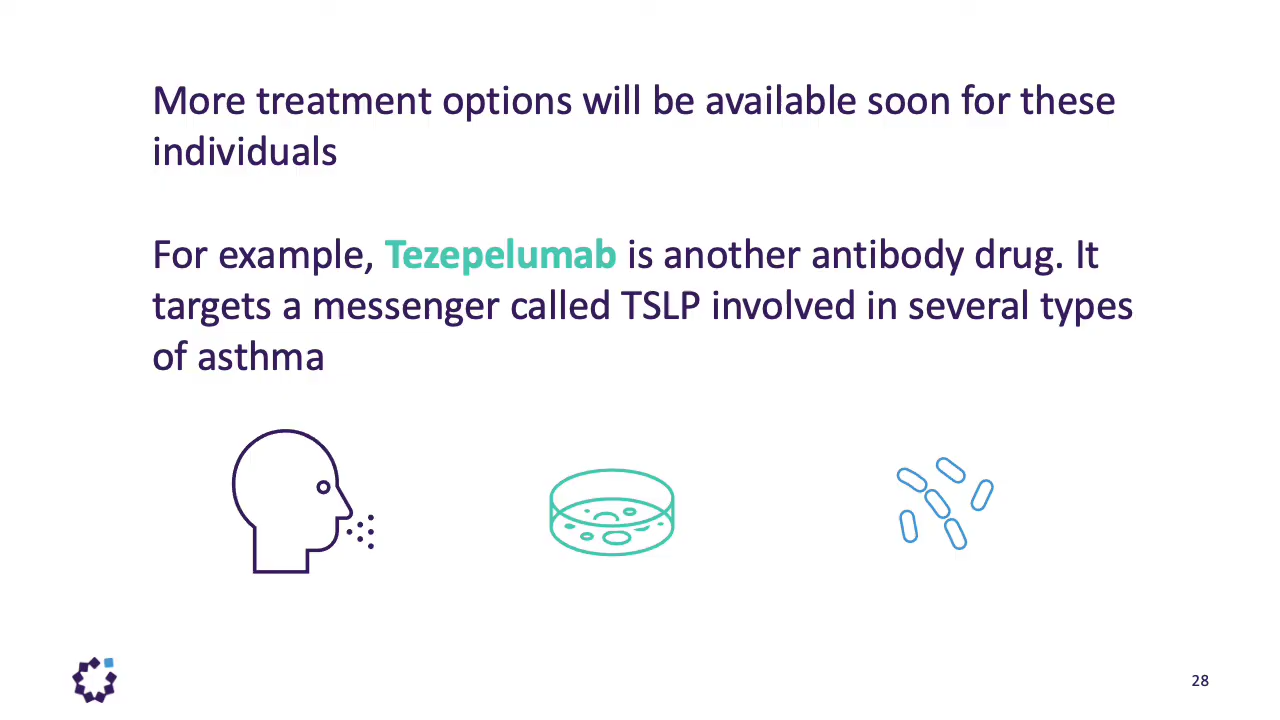 More treatment options will be available soon for these
individuals
For example, Tezepelumab is another antibody drug. It
targets a messenger called TSLP involved in several types
of asthma
28